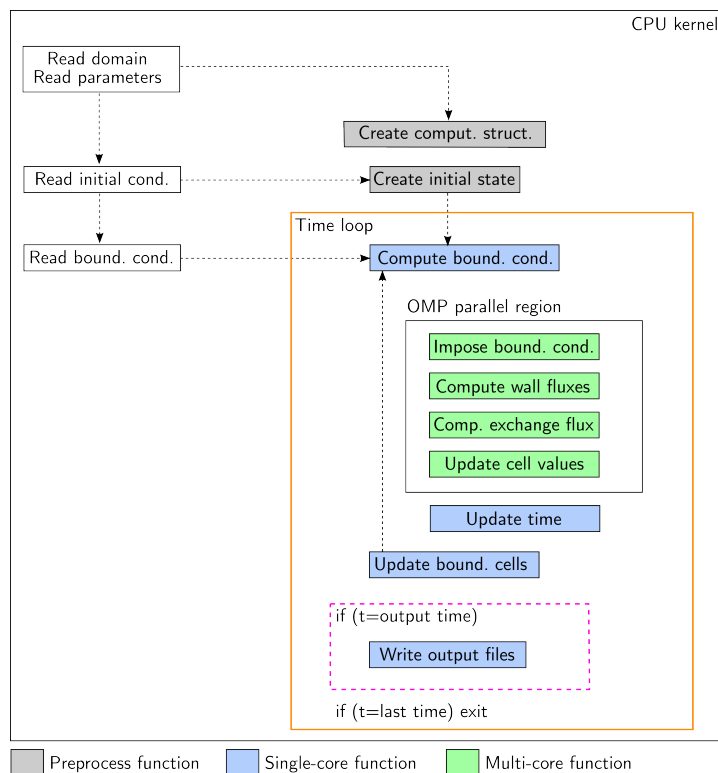 CPU kernel
Read domain
Read parameters
Create comput. struct.
Read initial cond.
Create initial state
Time loop
Read bound. cond.
Compute bound. cond.
OMP parallel region
Impose bound. cond.
Compute wall fluxes
Comp. exchange flux
Update cell values
Update time
Update bound. cells
if (t=output time)
Write output files
if (t=last time) exit
Preprocess function
Single-core function
Multi-core function